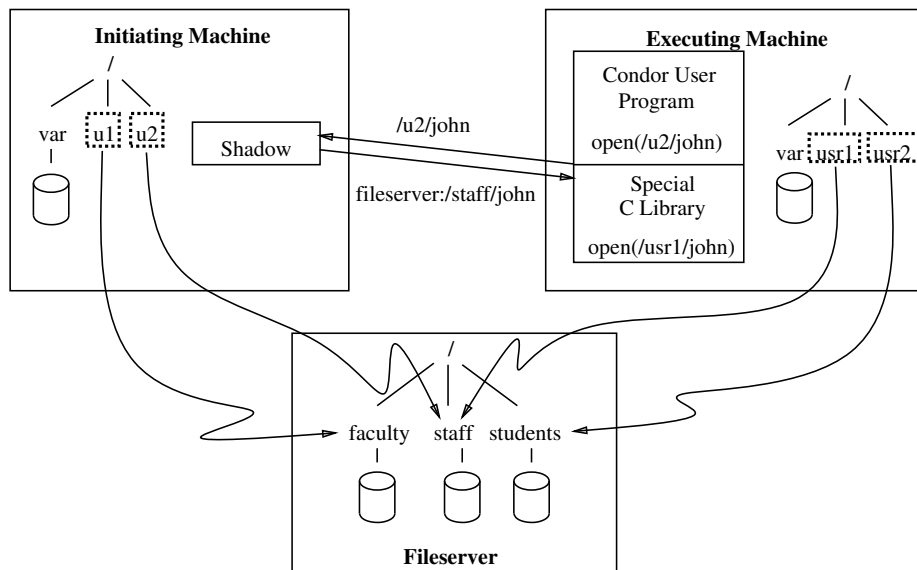 Initiating Machine
/
var u1 u2
Shadow
/u2/john
fileserver:/staff/john
Executing Machine
Condor User
Program
open(/u2/john)
Special
C Library
open(/usr1/john)
/
var usr1 usr2
/
faculty staff students
Fileserver